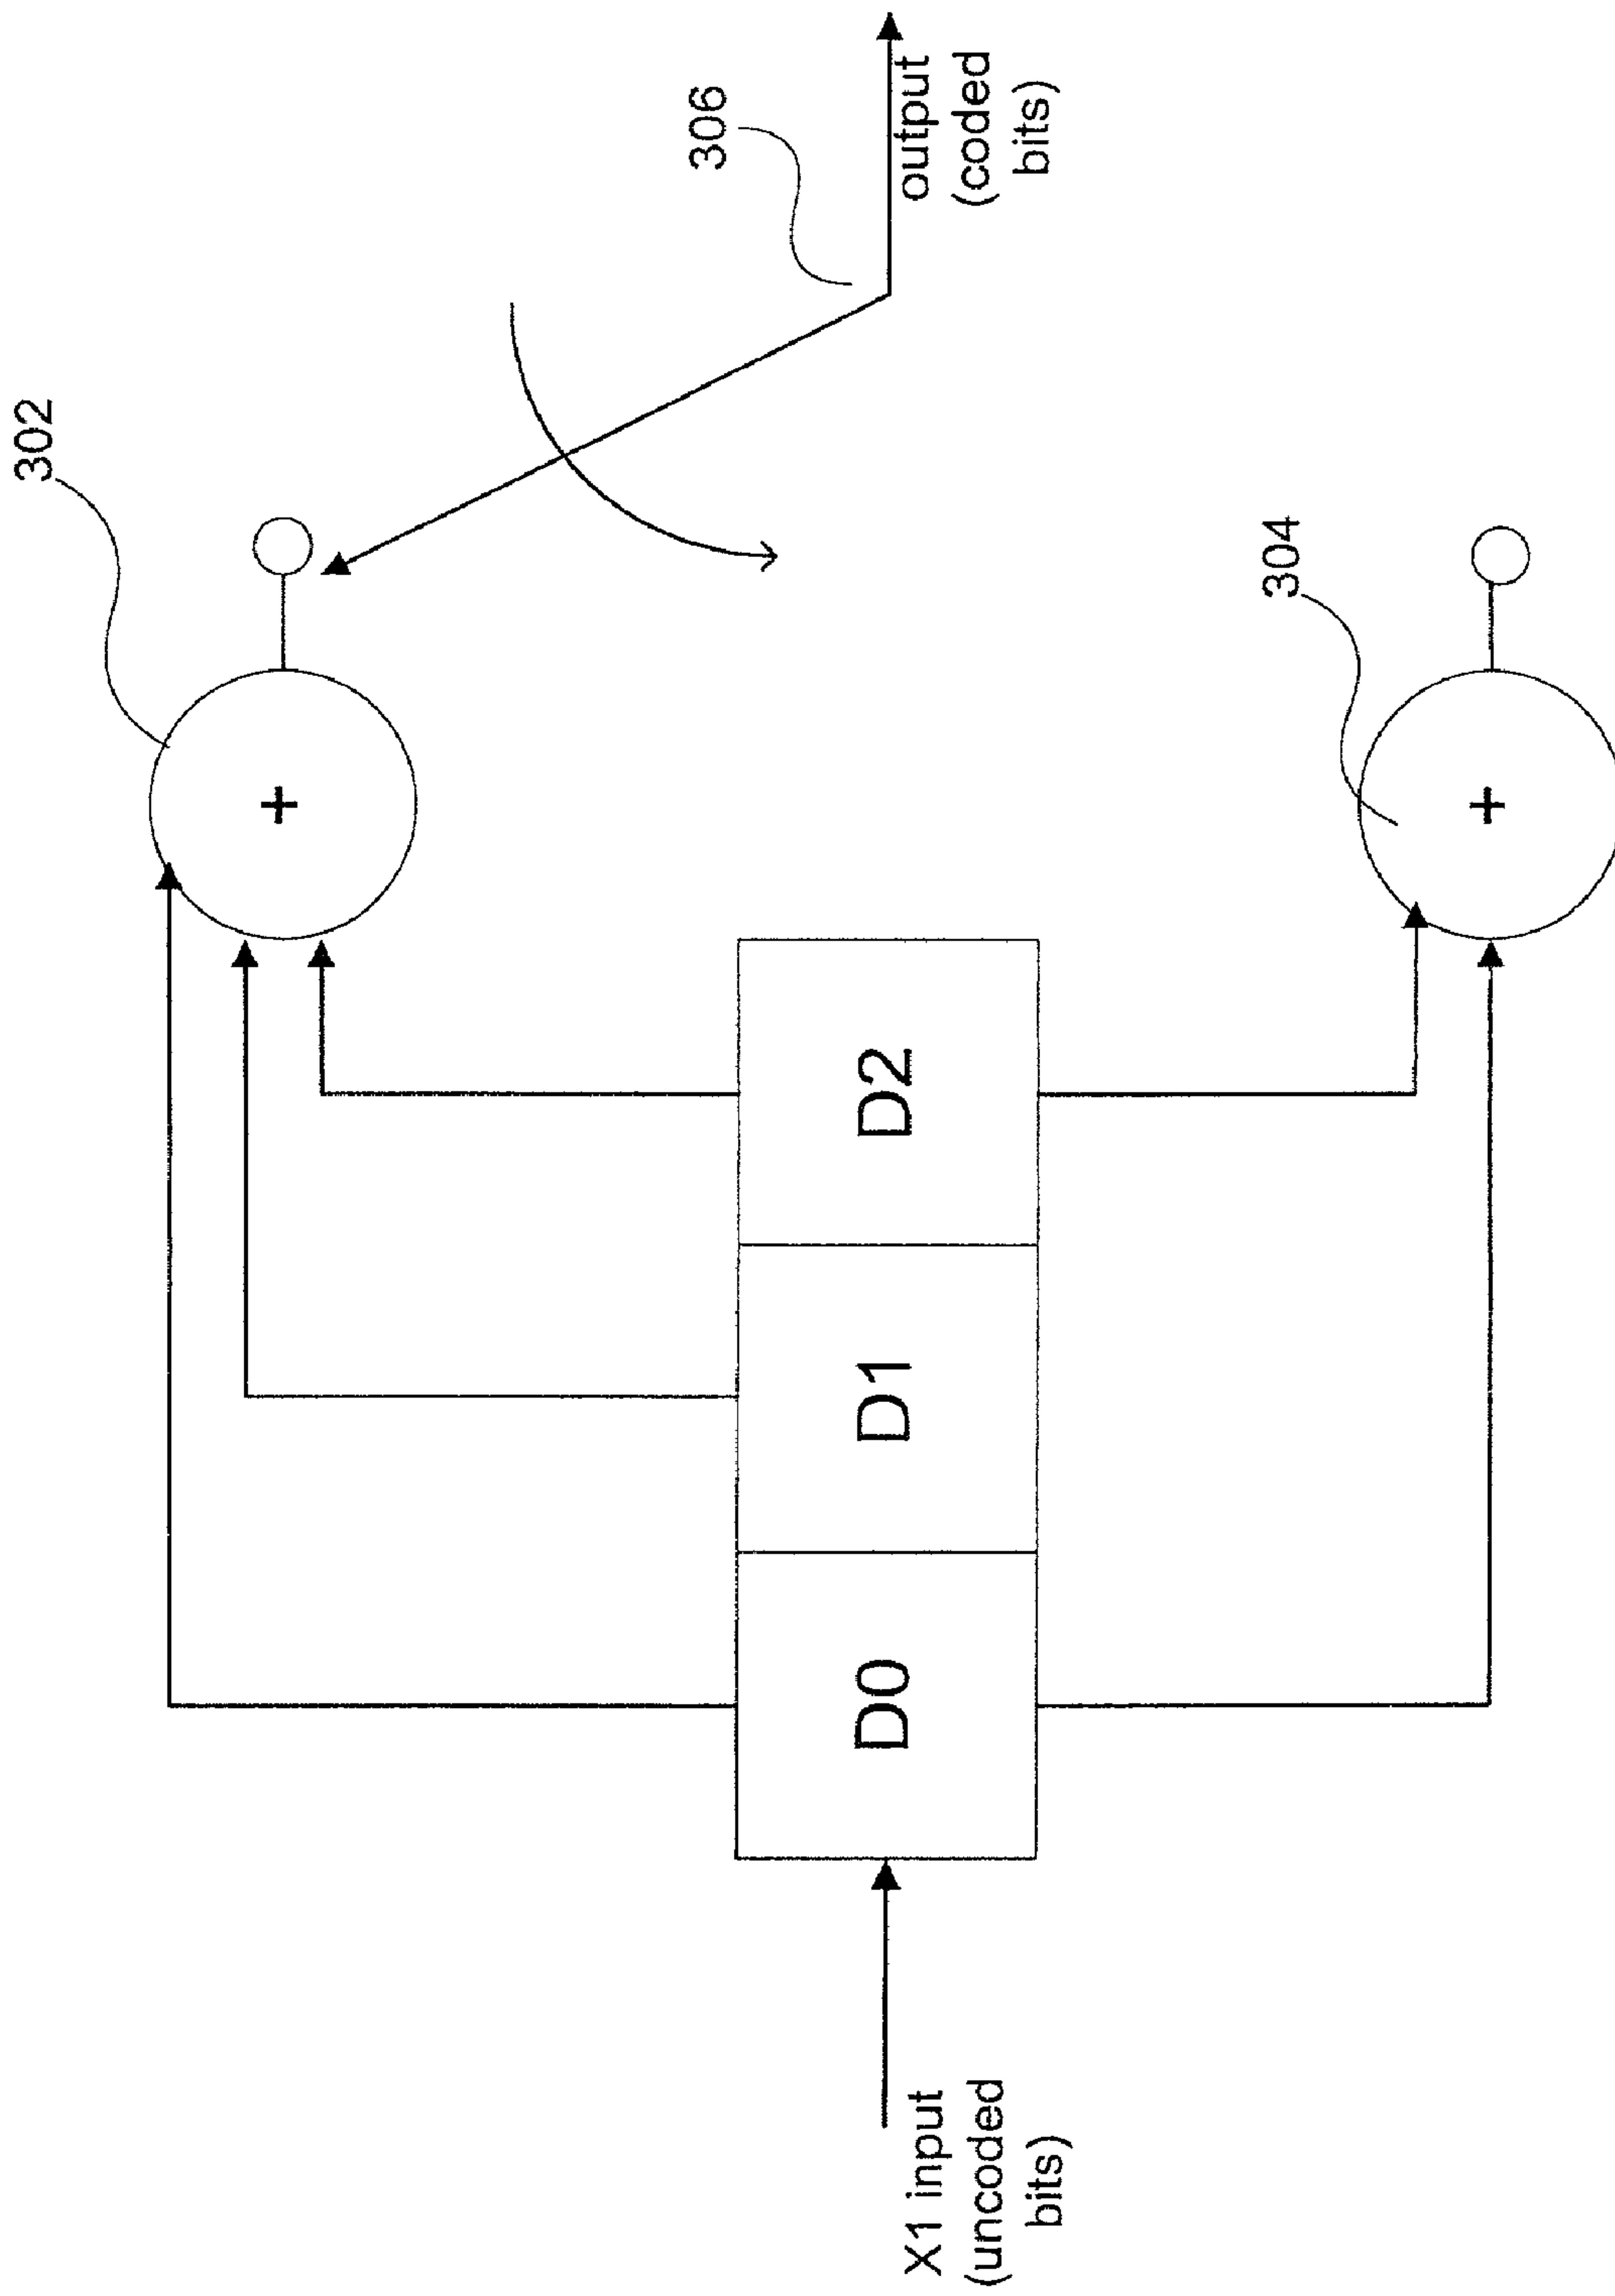 302
+
306
output
(coded
bits)
D0
D1
D2
X1 input
(uncoded
bits)
304
+